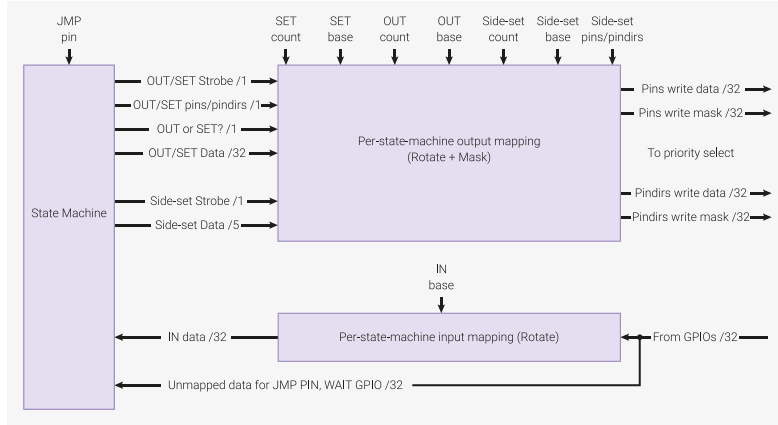 JMP
pin
SET
count
SET
base
OUT
count
OUT
base
Side-set
count
Side-set
base
Side-set
pins/pindirs
OUT/SET Strobe /1
OUT/SET pins/pindirs /1
OUT or SET? /1
OUT/SET Data /32
Side-set Strobe /1
Side-set Data /5
State Machine
Per-state-machine output mapping
(Rotate + Mask)
Pins write data /32
Pins write mask /32
To priority select
Pindirs write data /32
Pindirs write mask /32
IN
base
IN data /32
Per-state-machine input mapping (Rotate)
From GPIOs /32
Unmapped data for JMP PIN, WAIT GPIO /32